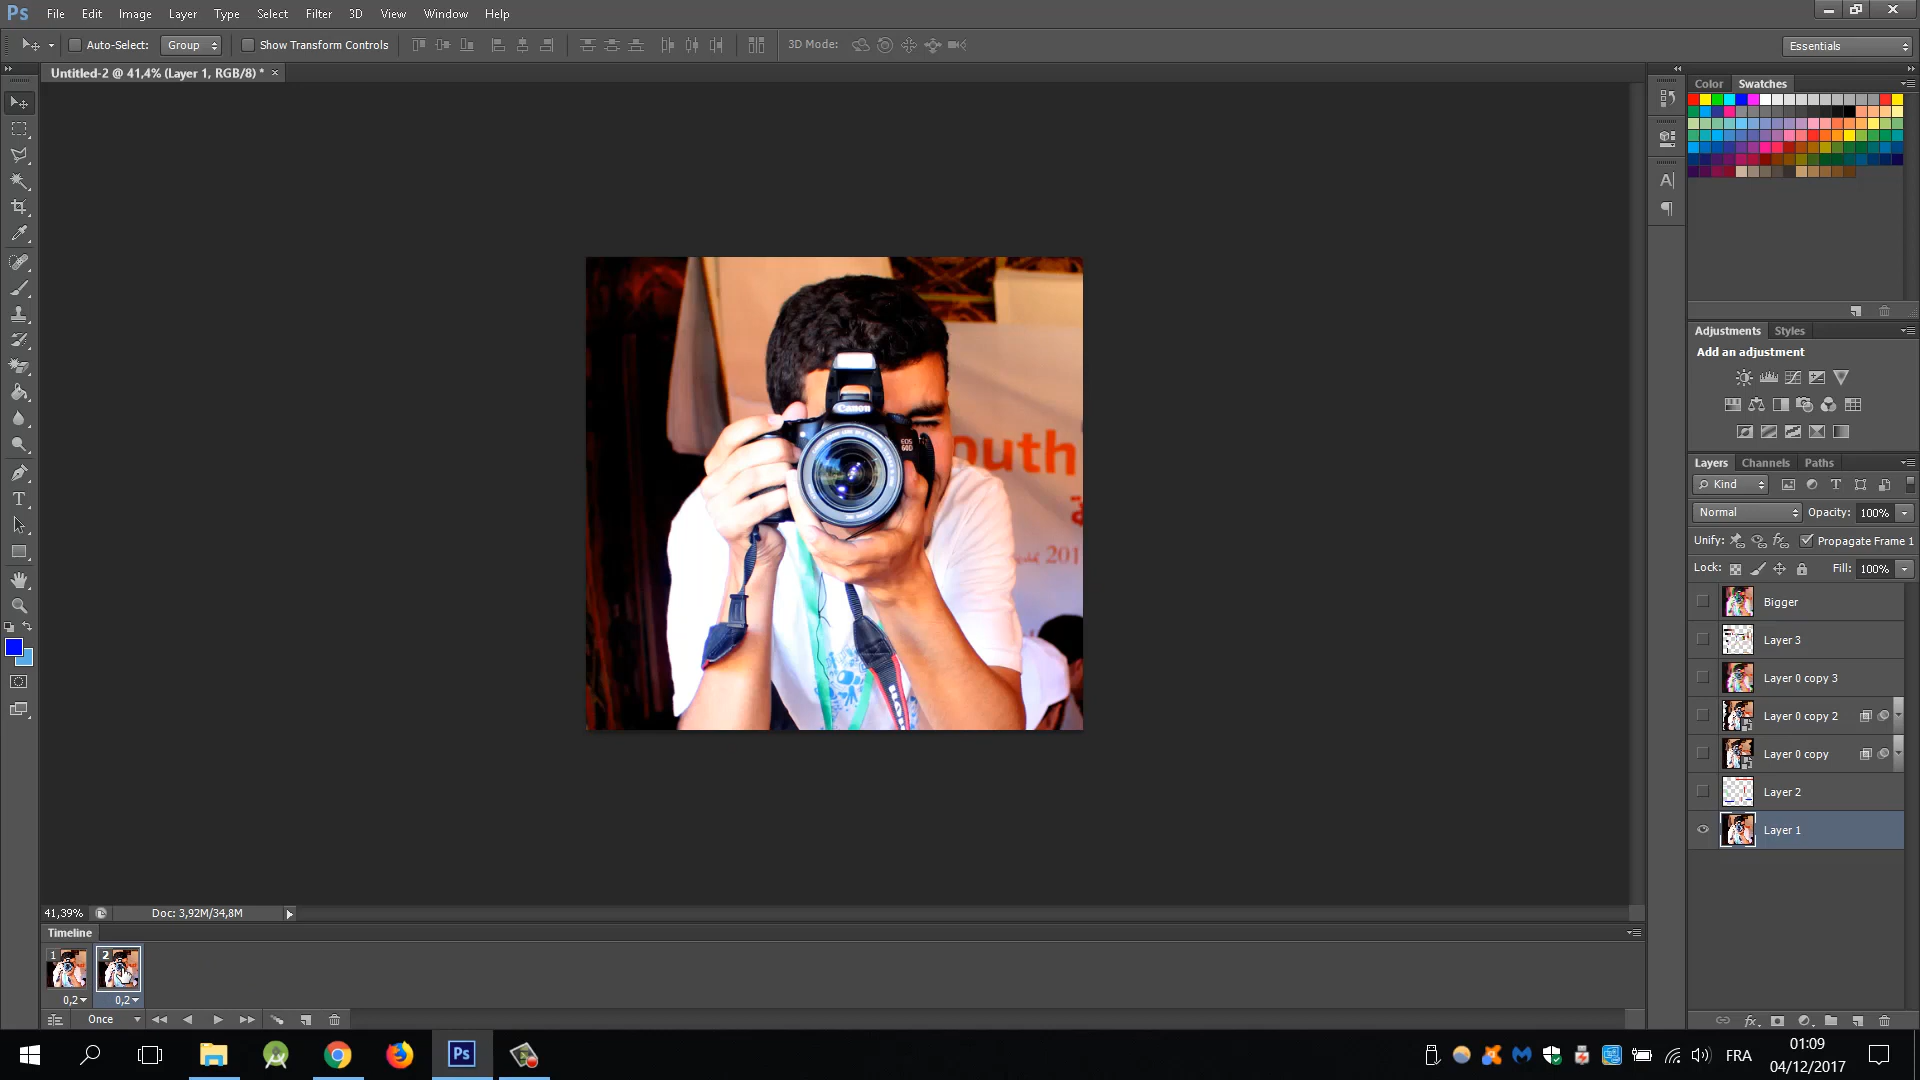 Ps File Edit Image Layer Type Select Filter 3D View Window Help
Auto-Select: Group Show Transform Controls 3D Mode: Essentials
Untitled-2 @ 41,4% (Layer 1, RGB/8) * ×
Color Swatches
Adjustments Styles
Add an adjustment
Layers Channels Paths
Kind
Normal Opacity: 100%
Unify: Propagate Frame 1
Lock: Fill: 100%
Bigger
Layer 3
Layer 0 copy 3
Layer 0 copy 2
Layer 0 copy
Layer 2
Layer 1
Canon
EOS
60D
outh
201
41,39% Doc: 3,92M/34,8M
Timeline
1 2
0,2 0,2
Once
Ps
FRA
01:09
04/12/2017